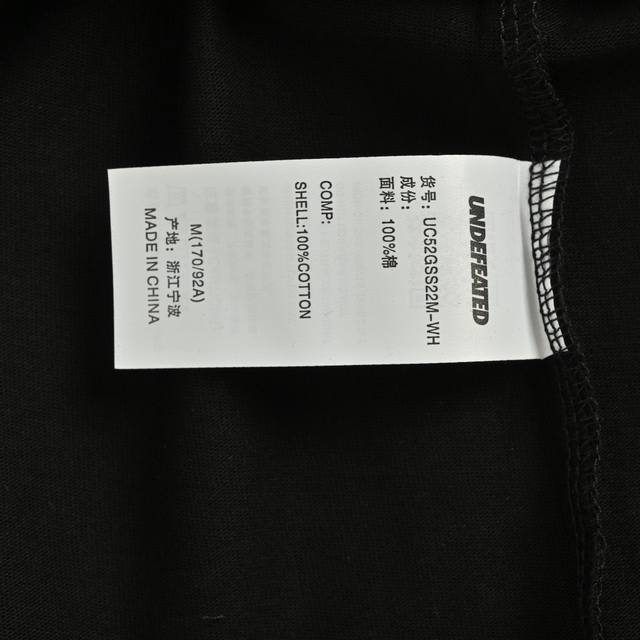 UNDEFEATED
货号: UC52GSS22M-WH
成份:
面料: 100%棉
COMP:
SHELL:100%COTTON
M(170/92A)
产地: 浙江宁波
MADE IN CHINA